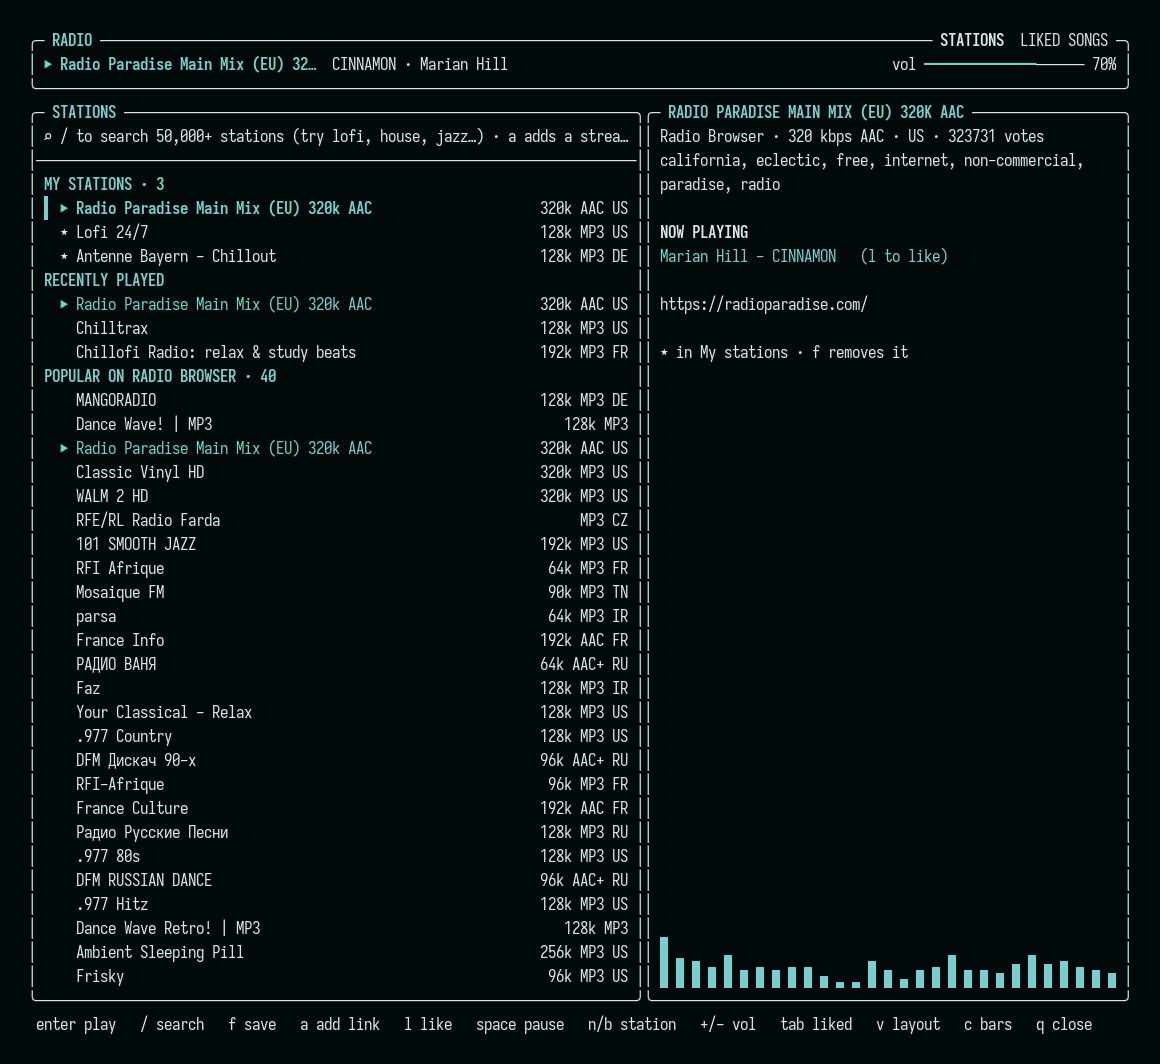 RADIO STATIONS LIKED SONGS
▶ Radio Paradise Main Mix (EU) 32… CINNAMON · Marian Hill vol 70%
STATIONS
⌕ / to search 50,000+ stations (try lofi, house, jazz…) · a adds a strea…
MY STATIONS · 3
▶ Radio Paradise Main Mix (EU) 320k AAC 320k AAC US
★ Lofi 24/7 128k MP3 US
★ Antenne Bayern - Chillout 128k MP3 DE
RECENTLY PLAYED
▶ Radio Paradise Main Mix (EU) 320k AAC 320k AAC US
Chilltrax 128k MP3 US
Chillofi Radio: relax & study beats 192k MP3 FR
POPULAR ON RADIO BROWSER · 40
MANGORADIO 128k MP3 DE
Dance Wave! | MP3 128k MP3
▶ Radio Paradise Main Mix (EU) 320k AAC 320k AAC US
Classic Vinyl HD 320k MP3 US
WALM 2 HD 320k MP3 US
RFE/RL Radio Farda MP3 CZ
101 SMOOTH JAZZ 192k MP3 US
RFI Afrique 64k MP3 FR
Mosaique FM 90k MP3 TN
parsa 64k MP3 IR
France Info 192k AAC FR
РАДИО ВАНЯ 64k AAC+ RU
Faz 128k MP3 IR
Your Classical - Relax 128k MP3 US
.977 Country 128k MP3 US
DFM Дискач 90-х 96k AAC+ RU
RFI-Afrique 96k MP3 FR
France Culture 192k AAC FR
Радио Русские Песни 128k MP3 RU
.977 80s 128k MP3 US
DFM RUSSIAN DANCE 96k AAC+ RU
.977 Hitz 128k MP3 US
Dance Wave Retro! | MP3 128k MP3
Ambient Sleeping Pill 256k MP3 US
Frisky 96k MP3 US
RADIO PARADISE MAIN MIX (EU) 320K AAC
Radio Browser · 320 kbps AAC · US · 323731 votes
california, eclectic, free, internet, non-commercial,
paradise, radio
NOW PLAYING
Marian Hill - CINNAMON (l to like)
https://radioparadise.com/
★ in My stations · f removes it
enter play / search f save a add link l like space pause n/b station +/- vol tab liked v layout c bars q close